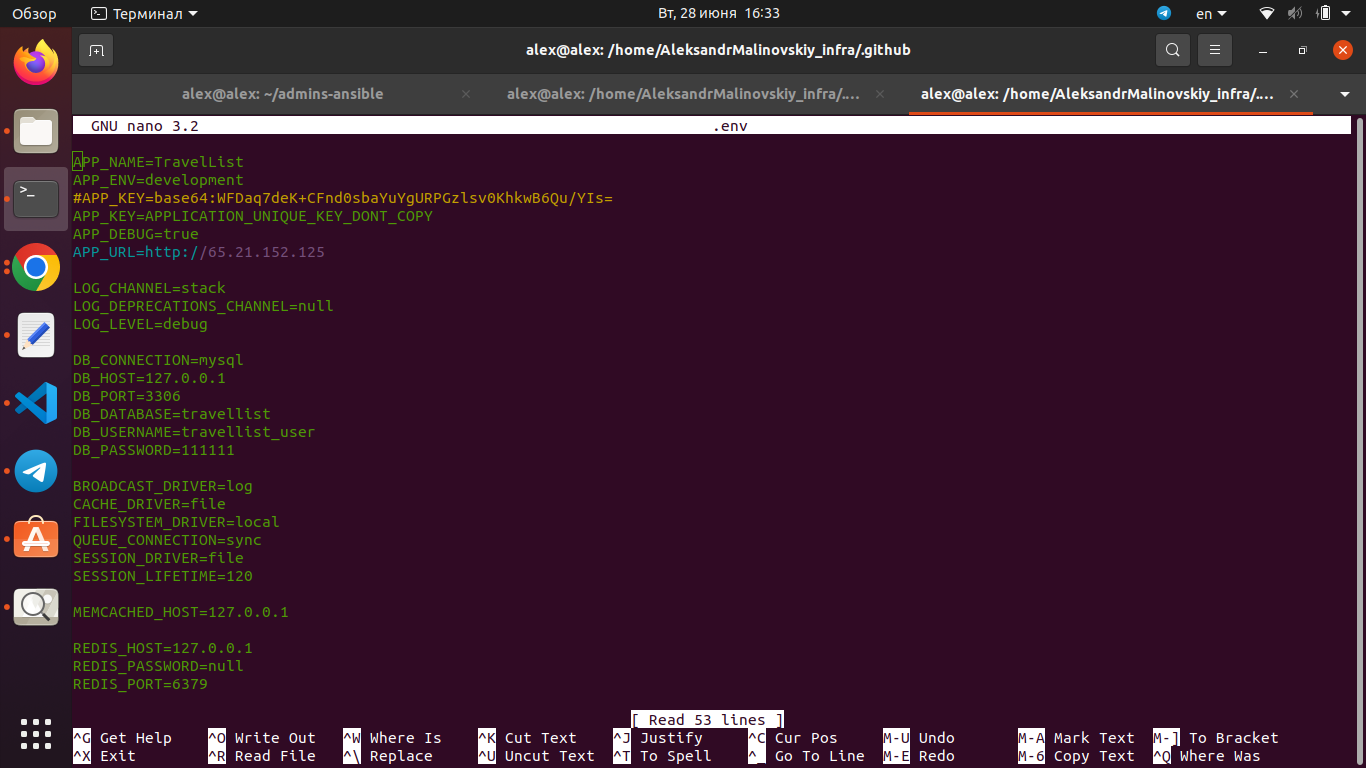 Обзор Терминал Вт, 28 июня 16:33 en
alex@alex: /home/AleksandrMalinovskiy_infra/.github
alex@alex: ~/admins-ansible alex@alex: /home/AleksandrMalinovskiy_infra/.... alex@alex: /home/AleksandrMalinovskiy_infra/....
GNU nano 3.2 .env
APP_NAME=TravelList
APP_ENV=development
#APP_KEY=base64:WFDaq7deK+CFnd0sbaYuYgURPGzlsv0KhkwB6Qu/YIs=
APP_KEY=APPLICATION_UNIQUE_KEY_DONT_COPY
APP_DEBUG=true
APP_URL=http://65.21.152.125
LOG_CHANNEL=stack
LOG_DEPRECATIONS_CHANNEL=null
LOG_LEVEL=debug
DB_CONNECTION=mysql
DB_HOST=127.0.0.1
DB_PORT=3306
DB_DATABASE=travellist
DB_USERNAME=travellist_user
DB_PASSWORD=111111
BROADCAST_DRIVER=log
CACHE_DRIVER=file
FILESYSTEM_DRIVER=local
QUEUE_CONNECTION=sync
SESSION_DRIVER=file
SESSION_LIFETIME=120
MEMCACHED_HOST=127.0.0.1
REDIS_HOST=127.0.0.1
REDIS_PASSWORD=null
REDIS_PORT=6379
[ Read 53 lines ]
^G Get Help ^O Write Out ^W Where Is ^K Cut Text ^J Justify ^C Cur Pos M-U Undo M-A Mark Text M-] To Bracket
^X Exit ^R Read File ^\ Replace ^U Uncut Text ^T To Spell ^_ Go To Line M-E Redo M-6 Copy Text ^Q Where Was